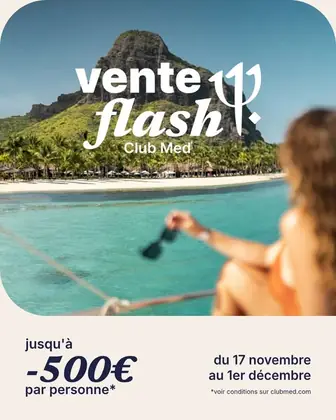 vente
flash
Club Med
jusqu'à
-500€
par personne*
du 17 novembre
au 1er décembre
*voir conditions sur clubmed.com